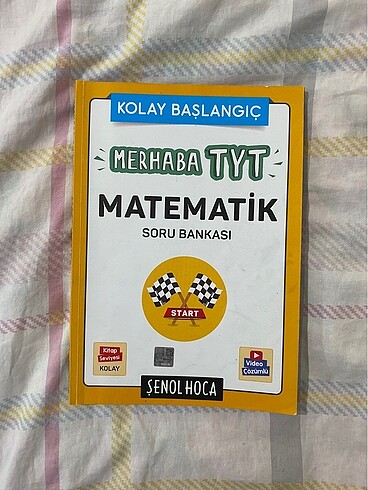 KOLAY BAŞLANGIÇ
MERHABA TYT
MATEMATİK
SORU BANKASI
START
Kitap
Seviyesi
KOLAY
Video
Çözümlü
ŞENOL HOCA